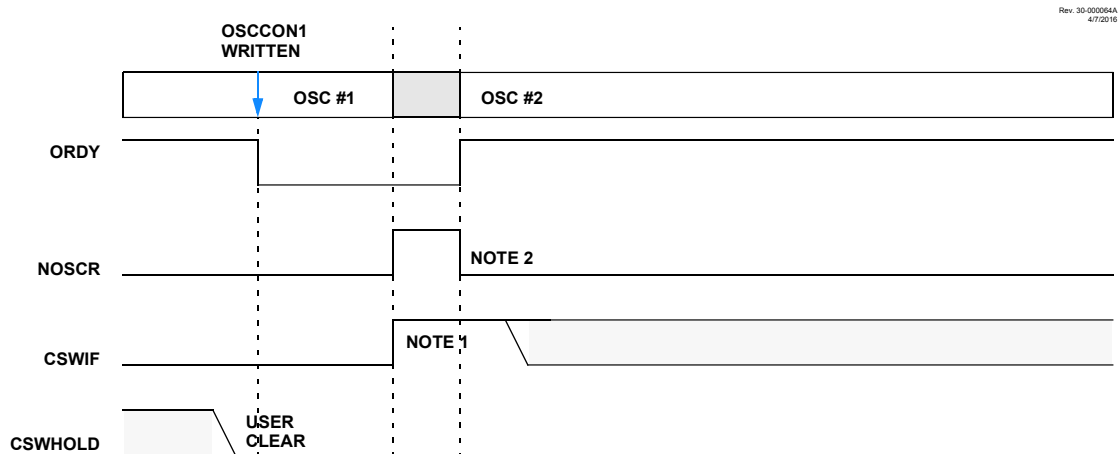 Rev. 30-000064A
4/7/2016
OSCCON1
WRITTEN
OSC #1
OSC #2
ORDY
NOSCR
NOTE 2
CSWIF
NOTE 1
CSWHOLD
USER
CLEAR